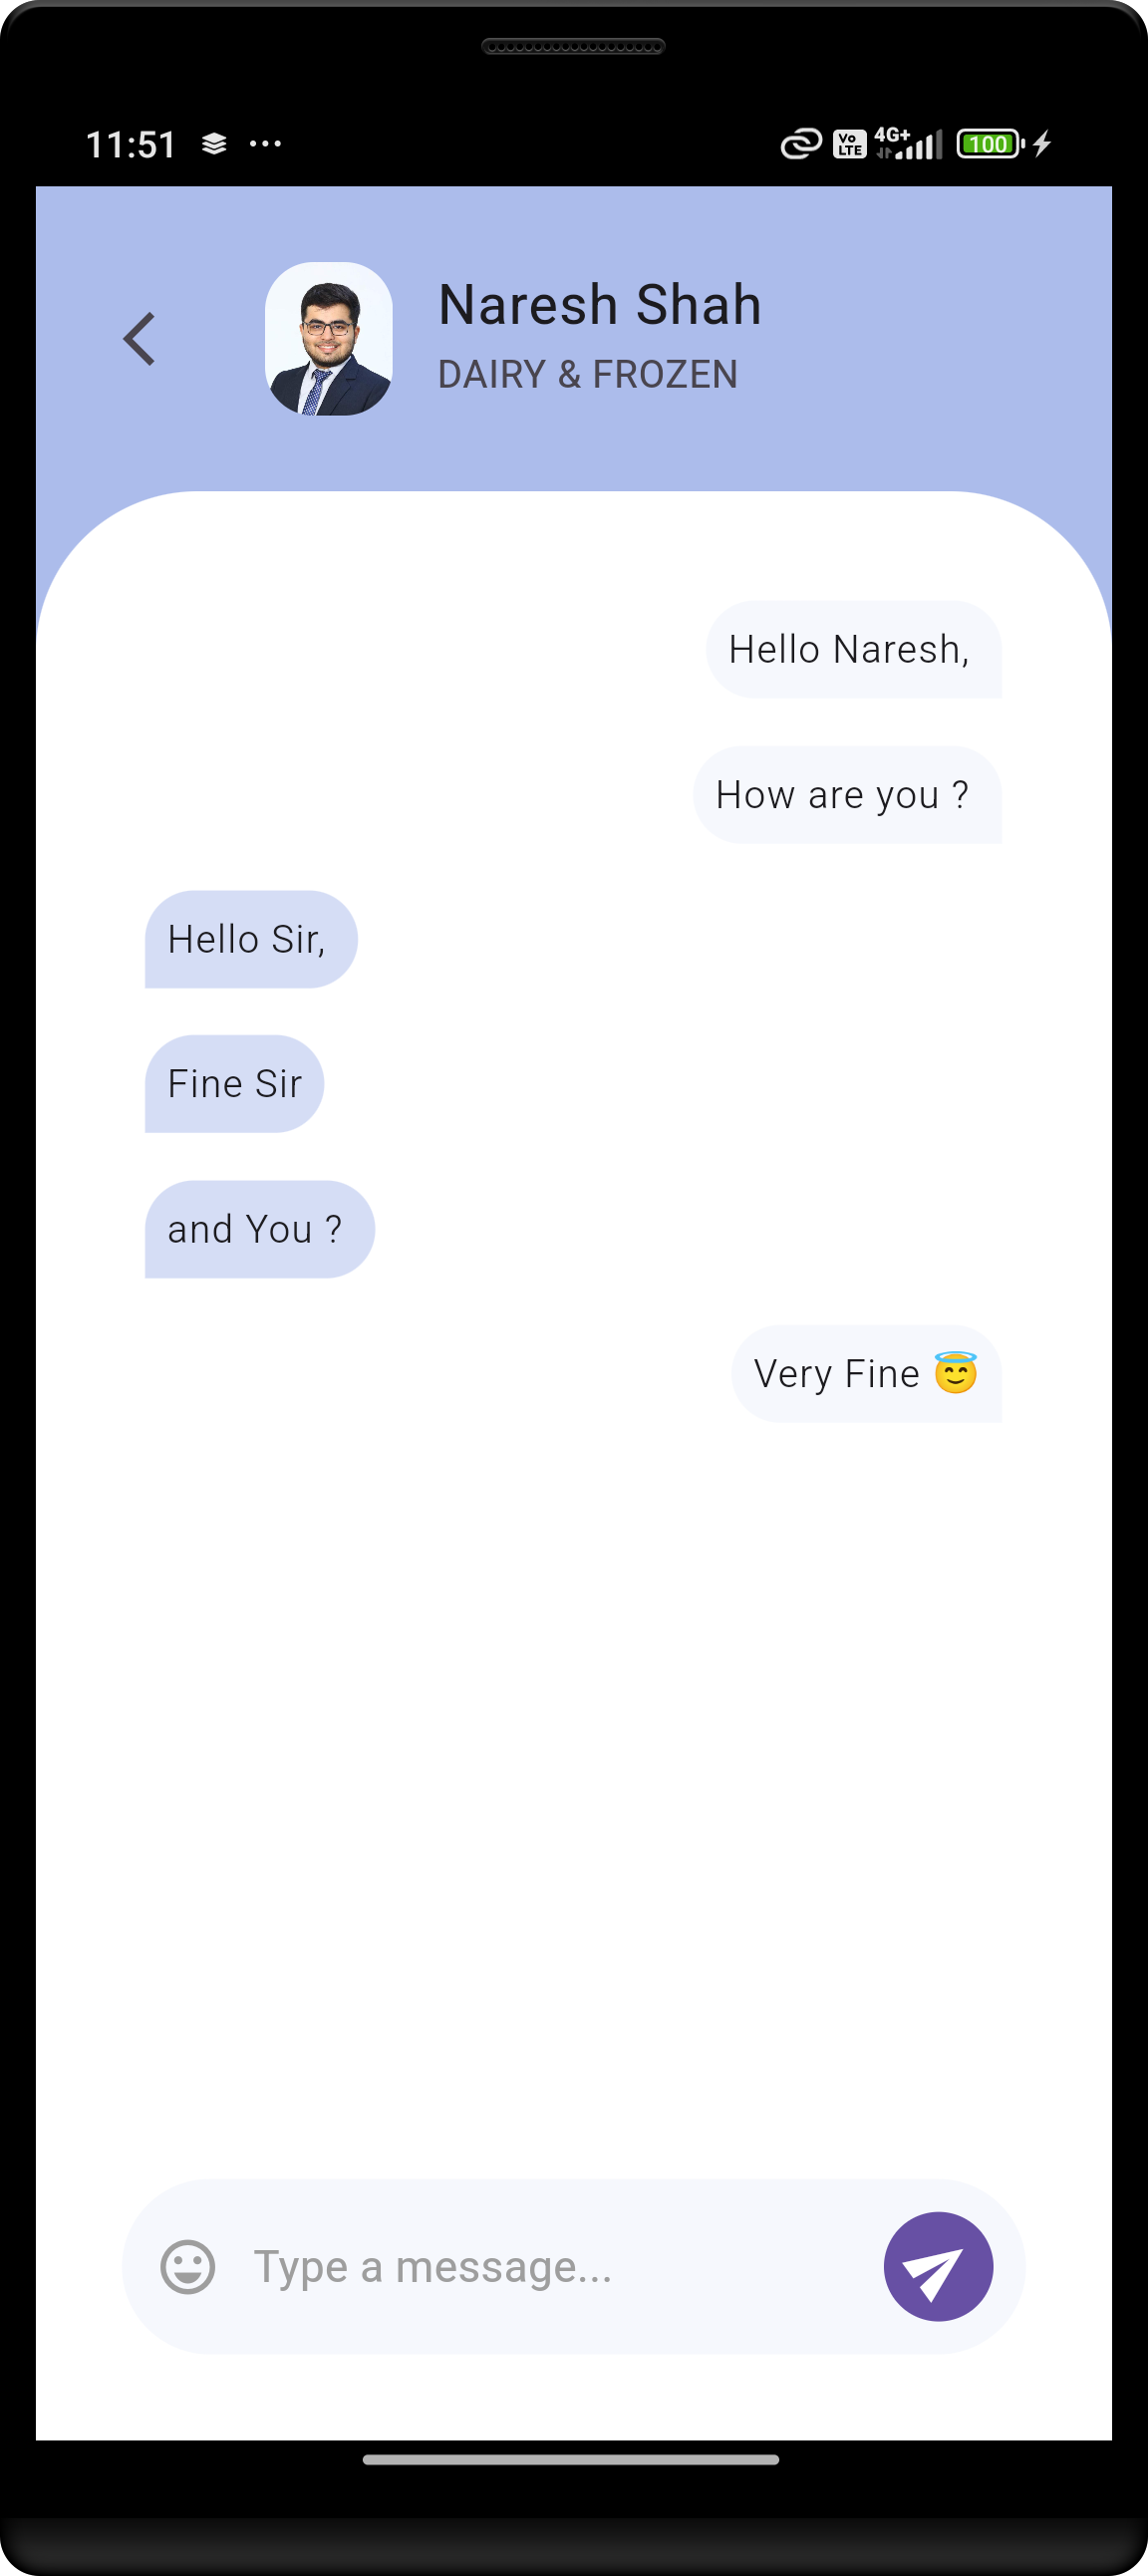 11:51
Vo
LTE
4G+
100
Naresh Shah
DAIRY & FROZEN
Hello Naresh,
How are you ?
Hello Sir,
Fine Sir
and You ?
Very Fine 😇
Type a message...